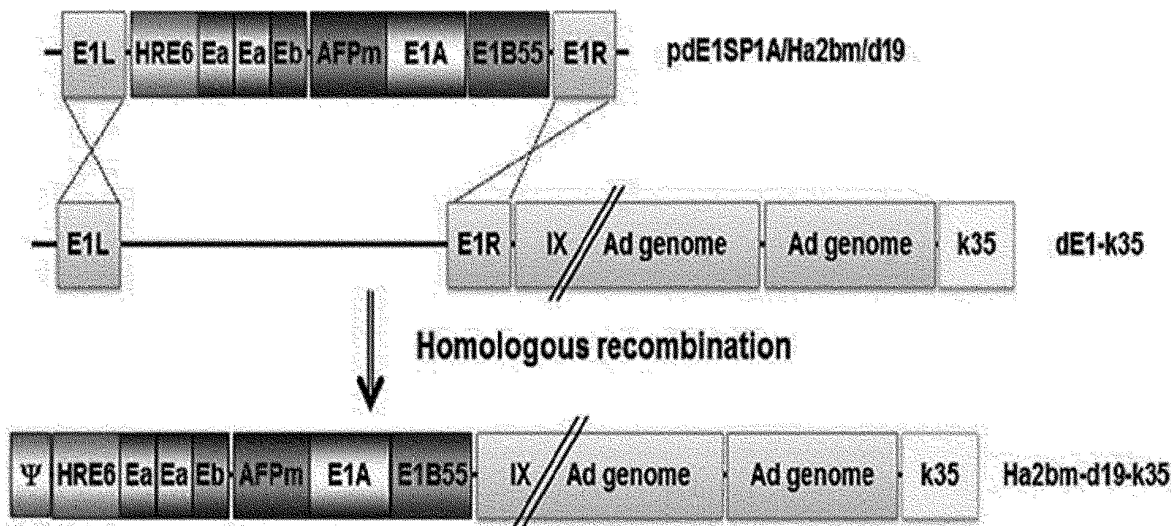 E1L HRE6 Ea Ea Eb AFPm E1A E1B55 E1R pdE1SP1A/Ha2bm/d19
E1L E1R IX Ad genome Ad genome k35 dE1-k35
Homologous recombination
Ψ HRE6 Ea Ea Eb AFPm E1A E1B55 IX Ad genome Ad genome k35 Ha2bm-d19-k35